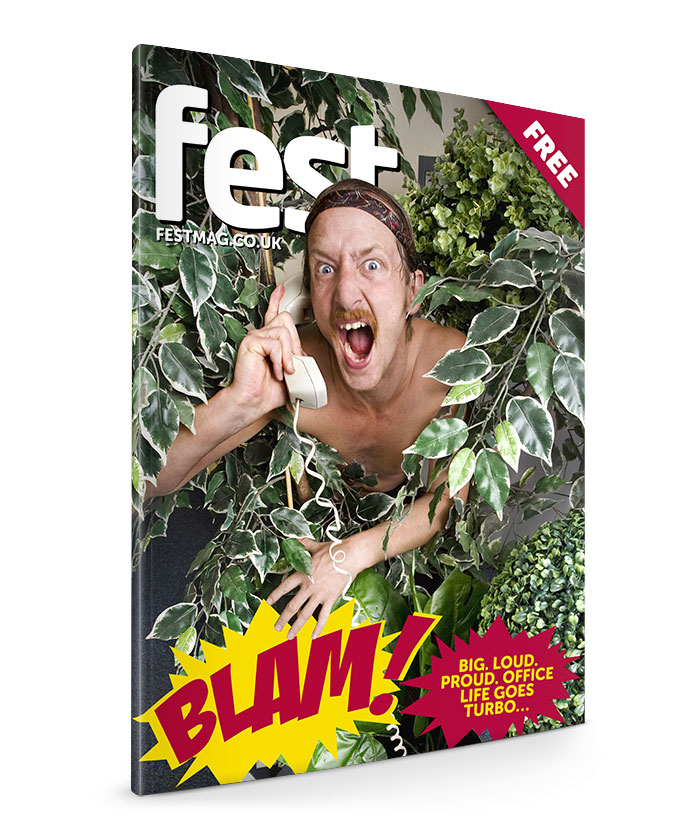 fest
FREE
FESTMAG.CO.UK
BLAM!
BIG. LOUD.
PROUD. OFFICE
LIFE GOES
TURBO...